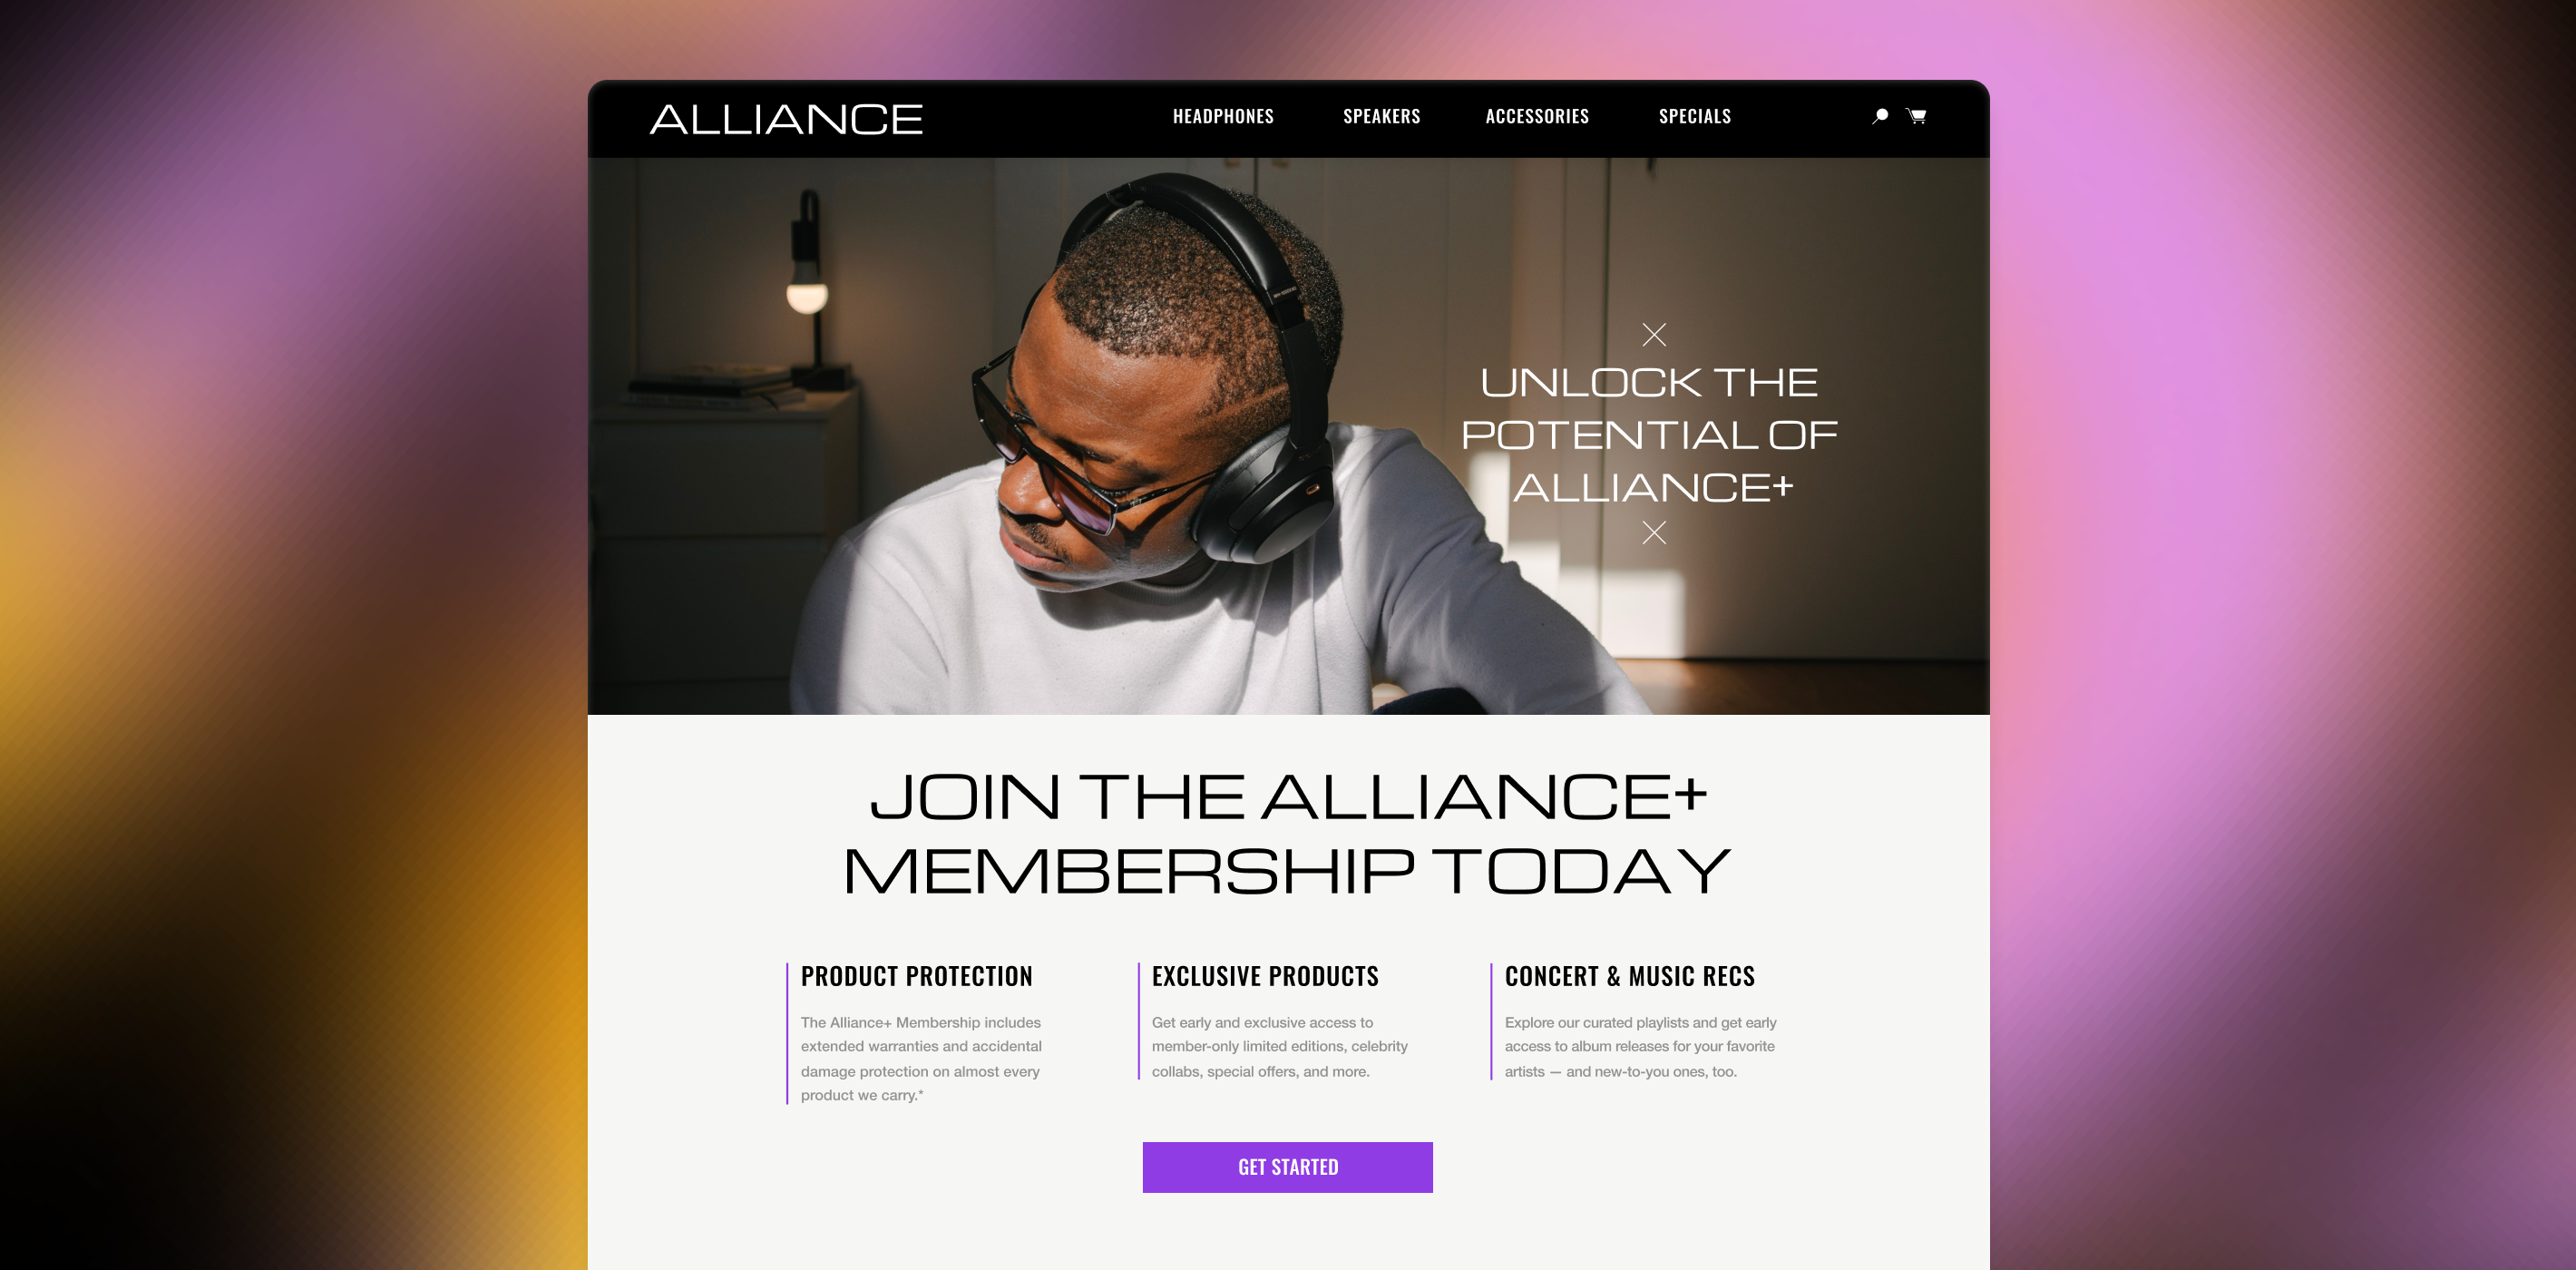 ALLIANCE
HEADPHONES
SPEAKERS
ACCESSORIES
SPECIALS
UNLOCK THE
POTENTIAL OF
ALLIANCE+
JOIN THE ALLIANCE+
MEMBERSHIP TODAY
PRODUCT PROTECTION
The Alliance+ Membership includes
extended warranties and accidental
damage protection on almost every
product we carry.*
EXCLUSIVE PRODUCTS
Get early and exclusive access to
member-only limited editions, celebrity
collabs, special offers, and more.
CONCERT & MUSIC RECS
Explore our curated playlists and get early
access to album releases for your favorite
artists — and new-to-you ones, too.
GET STARTED